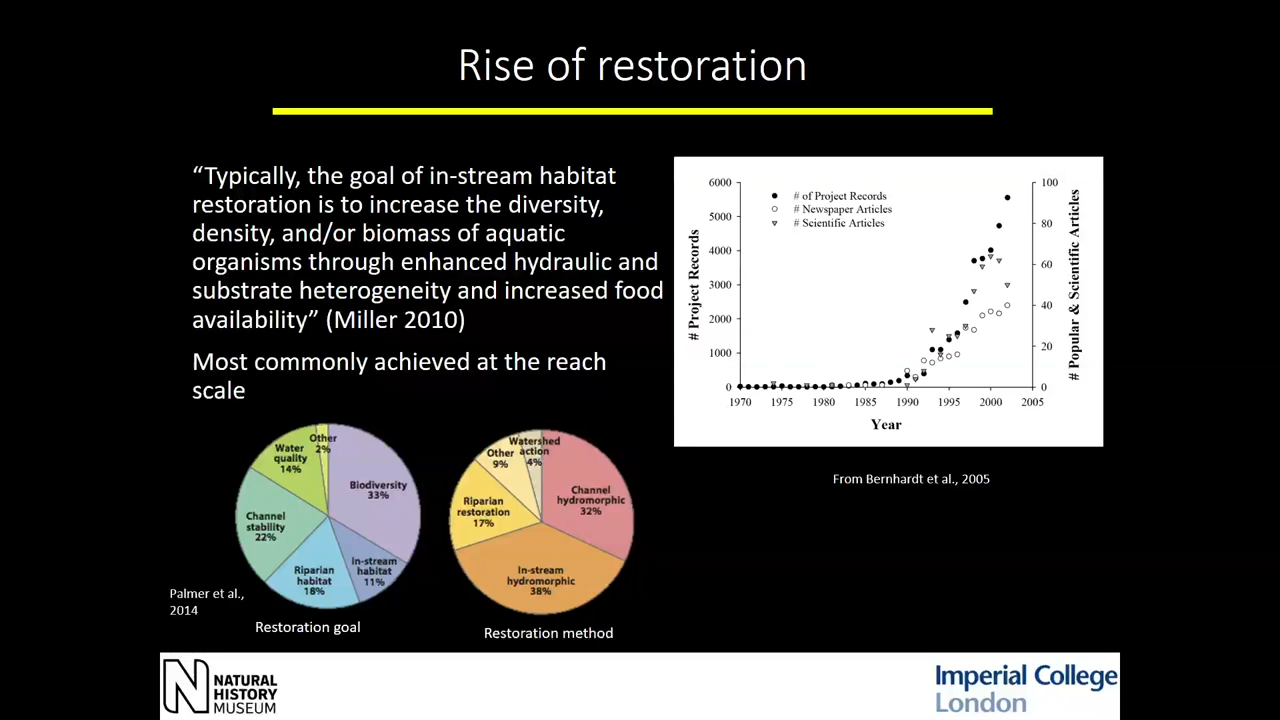 Rise of restoration
“Typically, the goal of in-stream habitat
restoration is to increase the diversity,
density, and/or biomass of aquatic
organisms through enhanced hydraulic and
substrate heterogeneity and increased food
availability” (Miller 2010)
Most commonly achieved at the reach
scale
6000
5000
4000
3000
2000
1000
0
# Project Records
# of Project Records
# Newspaper Articles
# Scientific Articles
100
80
60
40
20
0
# Popular & Scientific Articles
1970 1975 1980 1985 1990 1995 2000 2005
Year
From Bernhardt et al., 2005
Other
2%
Water
quality
14%
Biodiversity
33%
Channel
stability
22%
In-stream
habitat
11%
Riparian
habitat
18%
Palmer et al.,
2014
Restoration goal
Watershed
action
4%
Other
9%
Channel
hydromorphic
32%
Riparian
restoration
17%
In-stream
hydromorphic
38%
Restoration method
N
NATURAL
HISTORY
MUSEUM
Imperial College
London